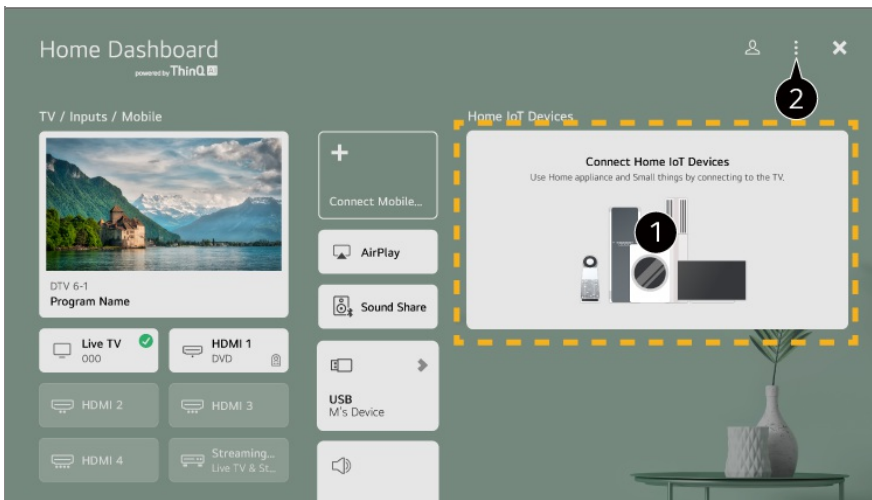 Home Dashboard
powered by ThinQ AI
2
TV / Inputs / Mobile
Home IoT Devices
Connect Home IoT Devices
Use Home appliance and Small things by connecting to the TV.
1
DTV 6-1
Program Name
Connect Mobile...
AirPlay
Sound Share
Live TV
000
HDMI 1
DVD
USB
M's Device
HDMI 2
HDMI 3
HDMI 4
Streaming...
Live TV & St...